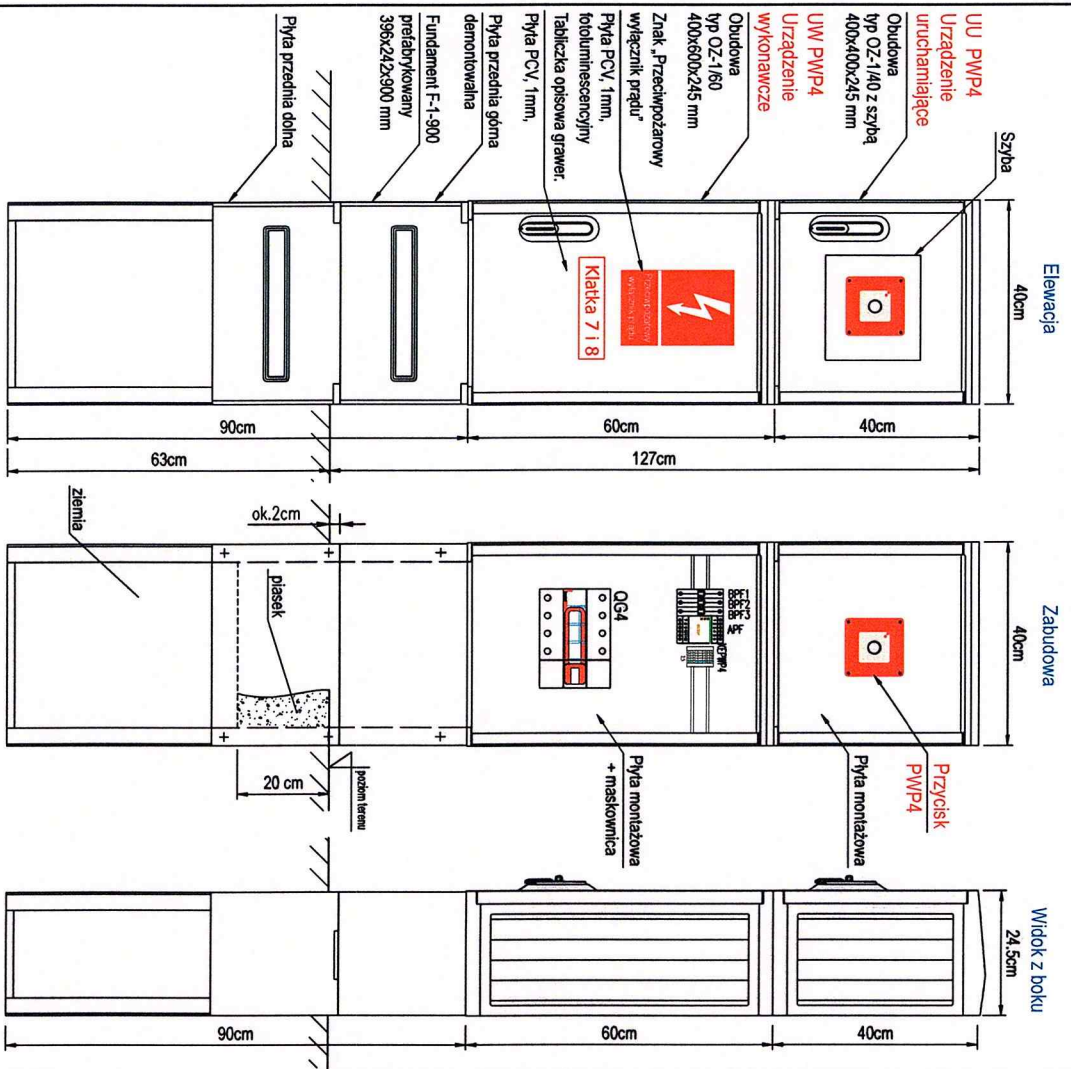 Elewacja
40cm
Szyba
UU PWP4
Urządzenie
uruchamiające
Obudowa
typ OZ-1/40 z szybą
400x400x245 mm
UW PWP4
Urządzenie
wykonawcze
Obudowa
typ OZ-1/60
400x600x245 mm
Znak „Przeciwpożarowy
wyłącznik prądu”
Płyta PCV, 1mm,
fotoluminescencyjny
Tabliczka opisowa grawer.
Płyta PCV, 1mm,
Płyta przednia górna
demontowalna
Fundament F-1-900
prefabrykowany
396x242x900 mm
Płyta przednia dolna
Przeciwpożarowy
wyłącznik prądu
Klatka 7 i 8
40cm
60cm
90cm
127cm
63cm
Zabudowa
40cm
Przycisk
PWP4
Płyta montażowa
BPF1
BPF2
BPF3
APF
QG4
Płyta montażowa
+ maskownica
ok.2cm
poziom terenu
20 cm
piasek
ziemia
Widok z boku
24.5cm
40cm
60cm
90cm